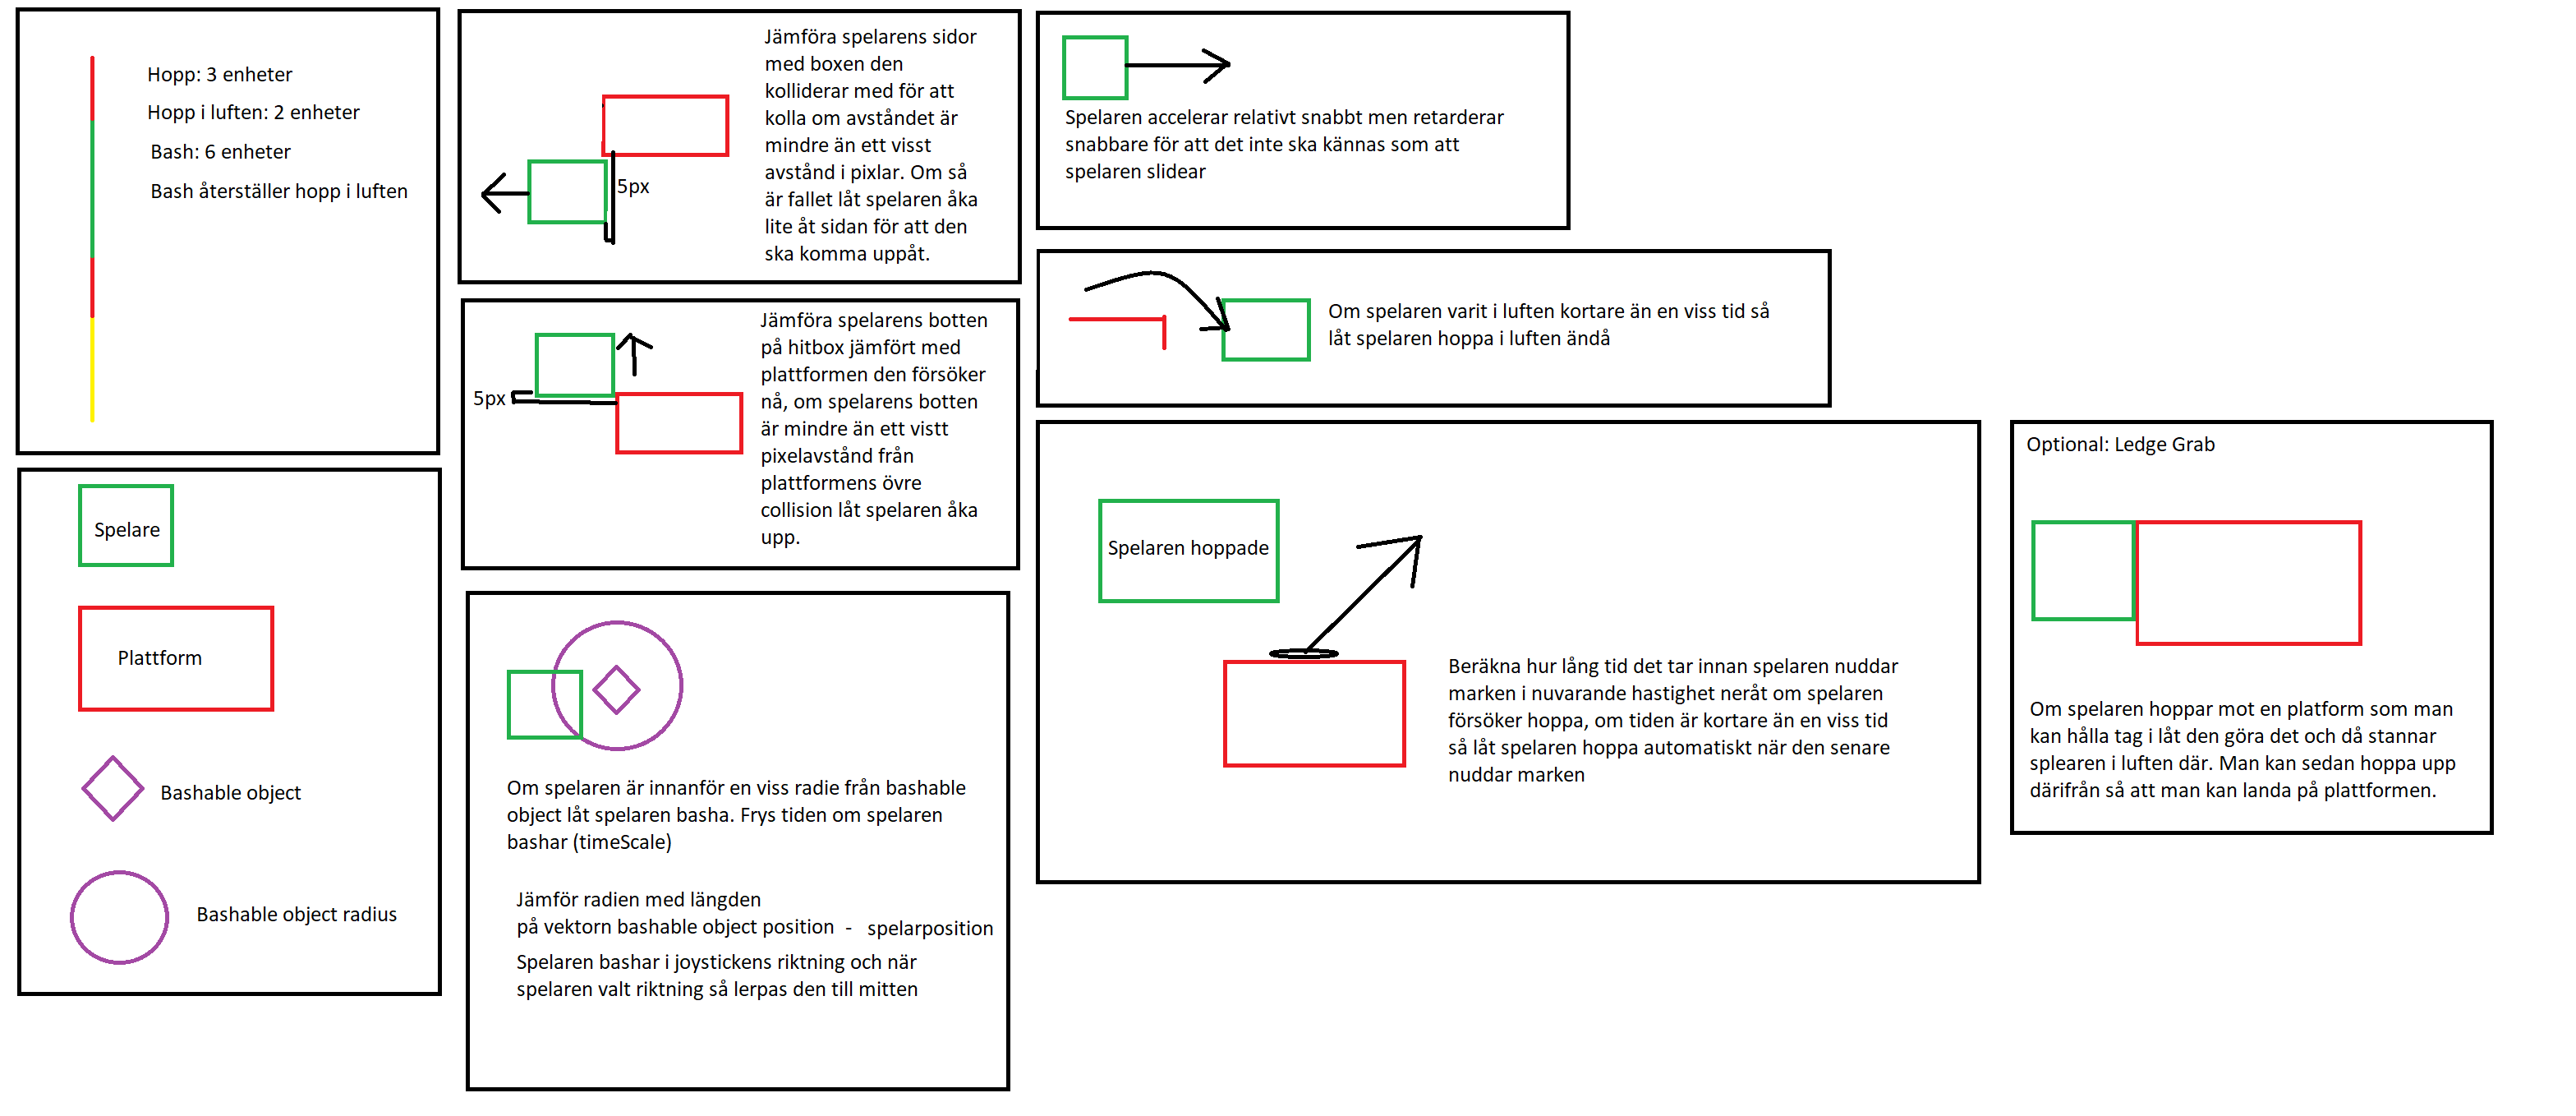 Hopp: 3 enheter
Hopp i luften: 2 enheter
Bash: 6 enheter
Bash återställer hopp i luften
Spelare
Plattform
Bashable object
Bashable object radius
Jämföra spelarens sidor
med boxen den
kolliderar med för att
kolla om avståndet är
mindre än ett visst
avstånd i pixlar. Om så
är fallet låt spelaren åka
lite åt sidan för att den
ska komma uppåt.
5px
Jämföra spelarens botten
på hitbox jämfört med
plattformen den försöker
nå, om spelarens botten
är mindre än ett vistt
pixelavstånd från
plattformens övre
collision låt spelaren åka
upp.
5px
Om spelaren är innanför en viss radie från bashable
object låt spelaren basha. Frys tiden om spelaren
bashar (timeScale)
Jämför radien med längden
på vektorn bashable object position - spelarposition
Spelaren bashar i joystickens riktning och när
spelaren valt riktning så lerpas den till mitten
Spelaren accelerar relativt snabbt men retarderar
snabbare för att det inte ska kännas som att
spelaren slidear
Om spelaren varit i luften kortare än en viss tid så
låt spelaren hoppa i luften ändå
Spelaren hoppade
Beräkna hur lång tid det tar innan spelaren nuddar
marken i nuvarande hastighet neråt om spelaren
försöker hoppa, om tiden är kortare än en viss tid
så låt spelaren hoppa automatiskt när den senare
nuddar marken
Optional: Ledge Grab
Om spelaren hoppar mot en platform som man
kan hålla tag i låt den göra det och då stannar
splearen i luften där. Man kan sedan hoppa upp
därifrån så att man kan landa på plattformen.